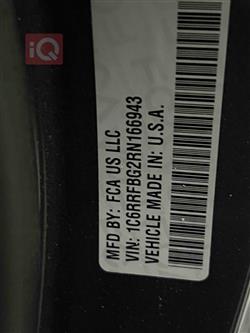 iQ
MFD BY: FCA US LLC
VIN: 1C6RRFBG2RN166943
VEHICLE MADE IN: U.S.A.